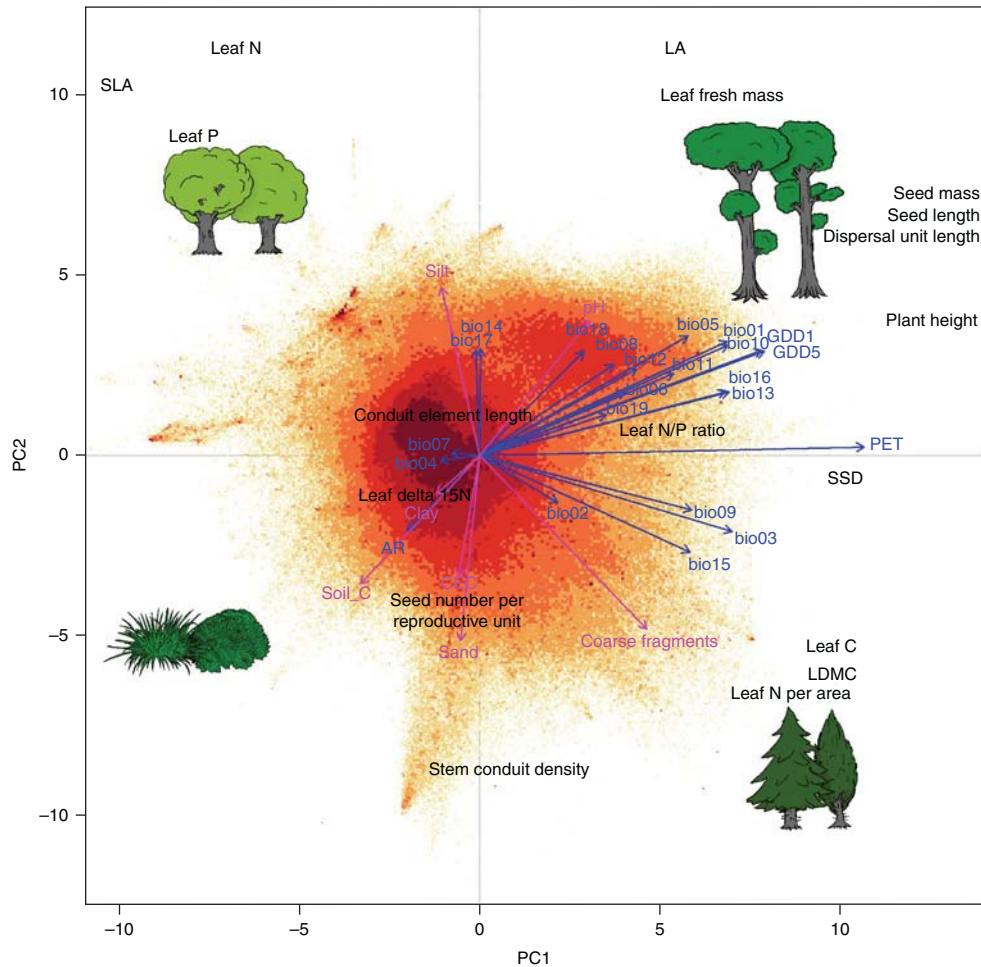 Leaf N
LA
SLA
10
Leaf fresh mass
Leaf P
Seed mass
Seed length
Dispersal unit length
5
Silt
pH
Plant height
bio14
bio18
bio05
bio01
GDD1
bio17
bio08
bio10
GDD5
bio12
bio11
bio16
bio06
bio13
Conduit element length
bio19
Leaf N/P ratio
bio07
PET
PC2
0
bio04
SSD
Leaf delta 15N
bio02
bio09
Clay
bio03
AR
bio15
CEC
Soil_C
Seed number per
reproductive unit
Coarse fragments
–5
Sand
Leaf C
LDMC
Leaf N per area
Stem conduit density
–10
–10
–5
0
5
10
PC1